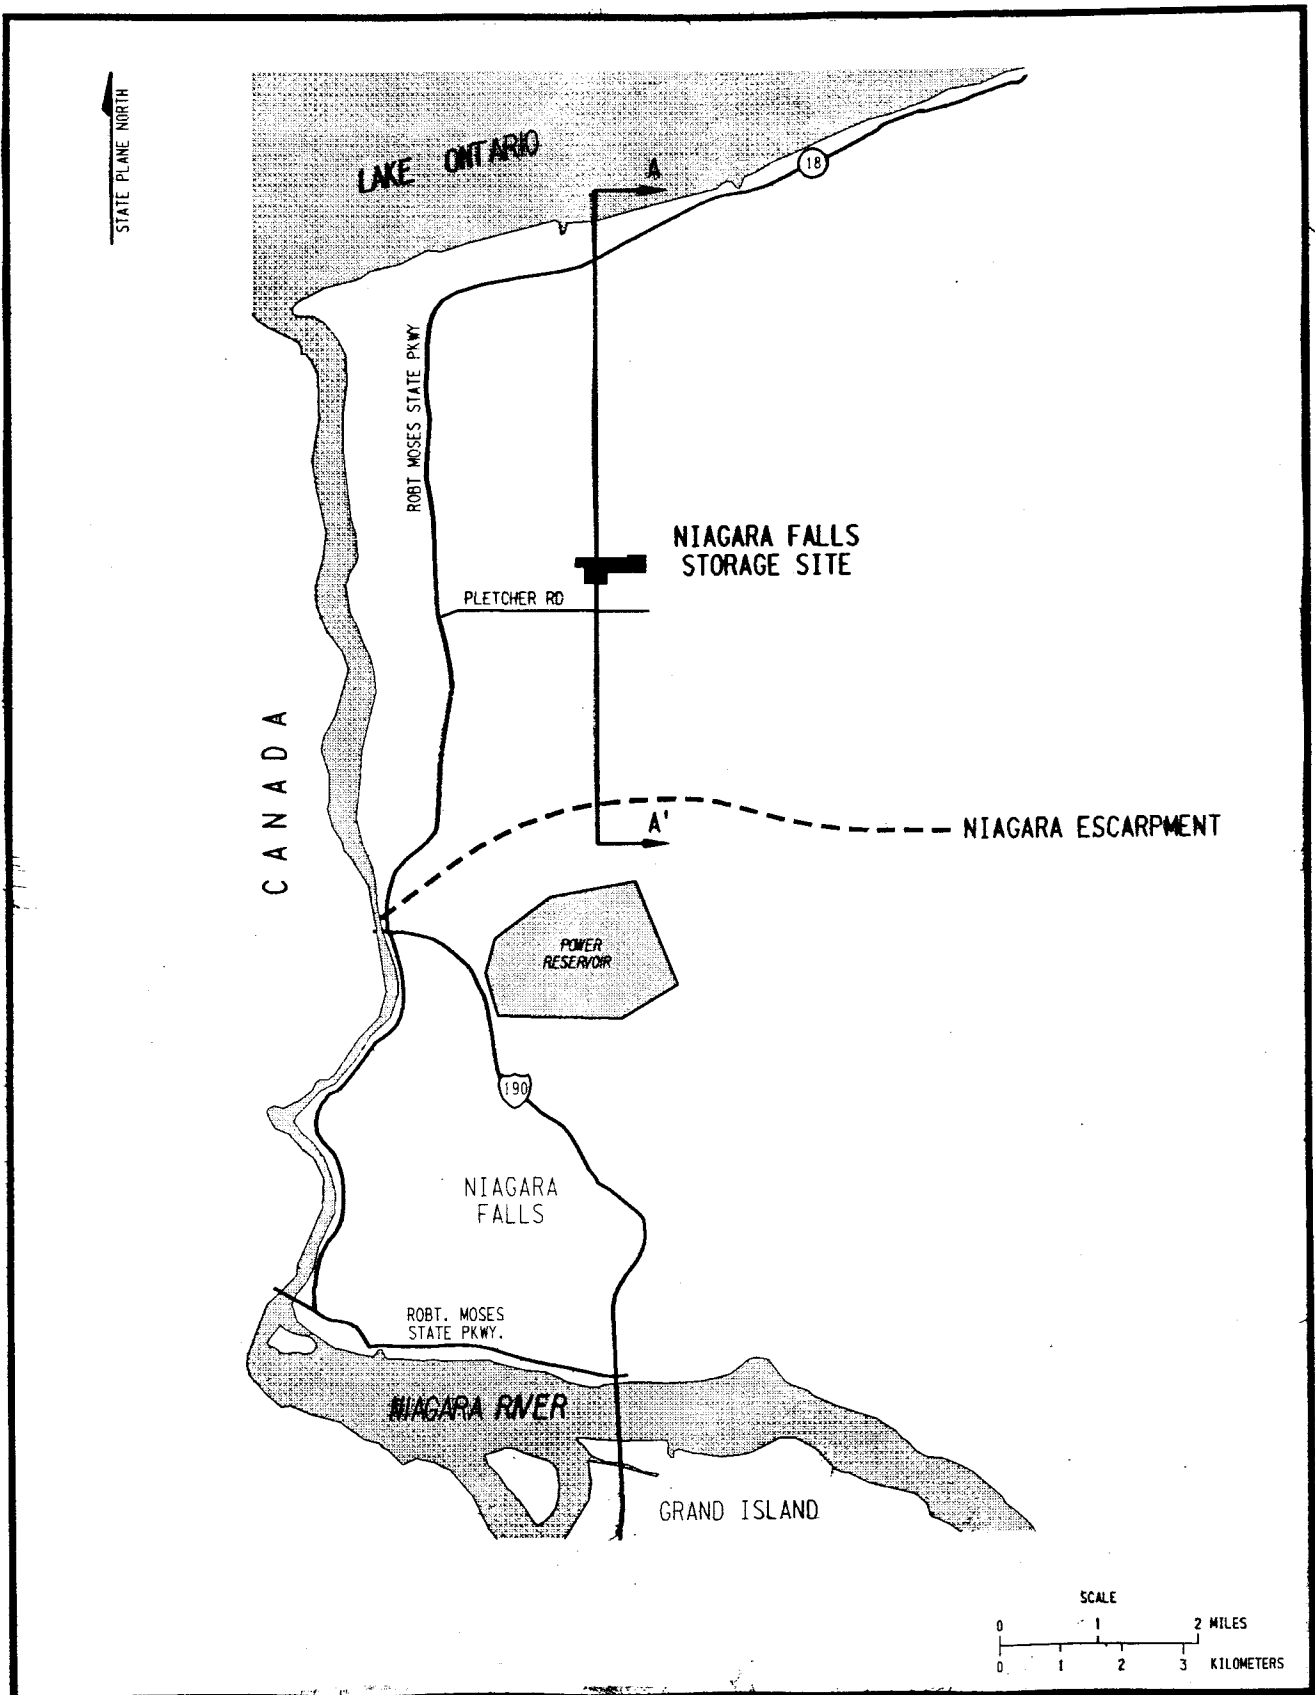 STATE PLANE NORTH
LAKE ONTARIO
A
18
ROBT MOSES STATE PKWY
NIAGARA FALLS
STORAGE SITE
PLETCHER RD
CANADA
A'
NIAGARA ESCARPMENT
POWER
RESERVOIR
190
NIAGARA
FALLS
ROBT. MOSES
STATE PKWY.
NIAGARA RIVER
GRAND ISLAND
SCALE
0 1 2 MILES
0 1 2 3 KILOMETERS